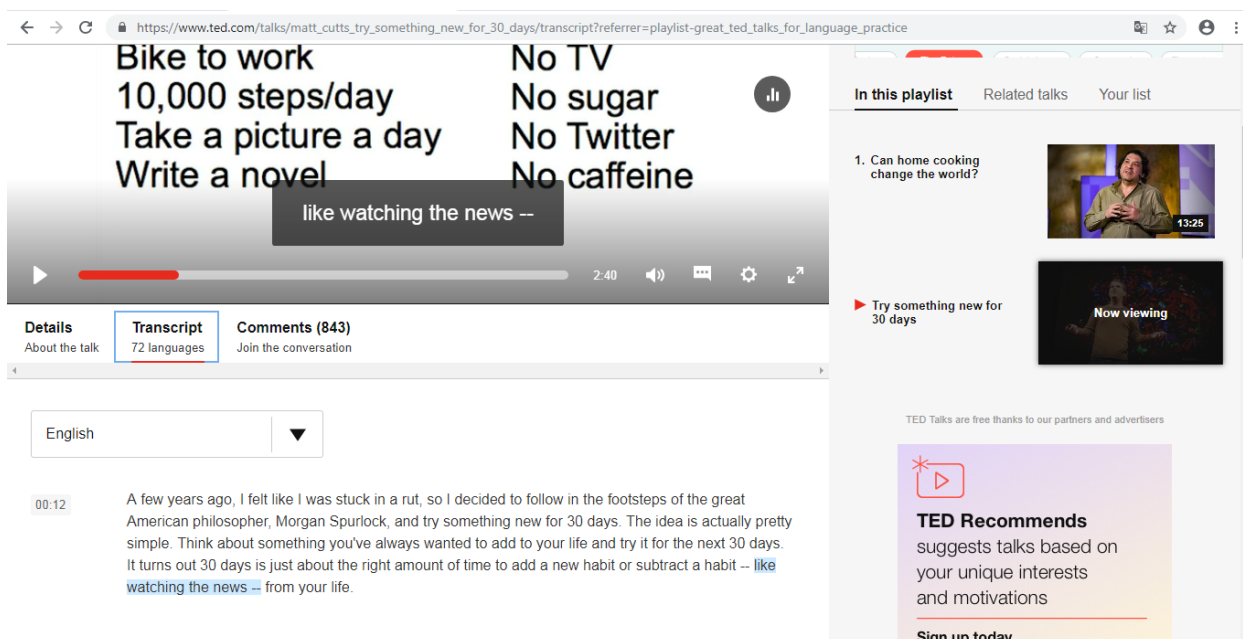 https://www.ted.com/talks/matt_cutts_try_something_new_for_30_days/transcript?referrer=playlist-great_ted_talks_for_language_practice
Bike to work
10,000 steps/day
Take a picture a day
Write a novel
No TV
No sugar
No Twitter
No caffeine
like watching the news --
2:40
Details
About the talk
Transcript
72 languages
Comments (843)
Join the conversation
English
00:12
A few years ago, I felt like I was stuck in a rut, so I decided to follow in the footsteps of the great
American philosopher, Morgan Spurlock, and try something new for 30 days. The idea is actually pretty
simple. Think about something you've always wanted to add to your life and try it for the next 30 days.
It turns out 30 days is just about the right amount of time to add a new habit or subtract a habit -- like
watching the news -- from your life.
In this playlist
Related talks
Your list
1. Can home cooking
change the world?
13:25
Try something new for
30 days
Now viewing
TED Talks are free thanks to our partners and advertisers
TED Recommends
suggests talks based on
your unique interests
and motivations
Sign up today